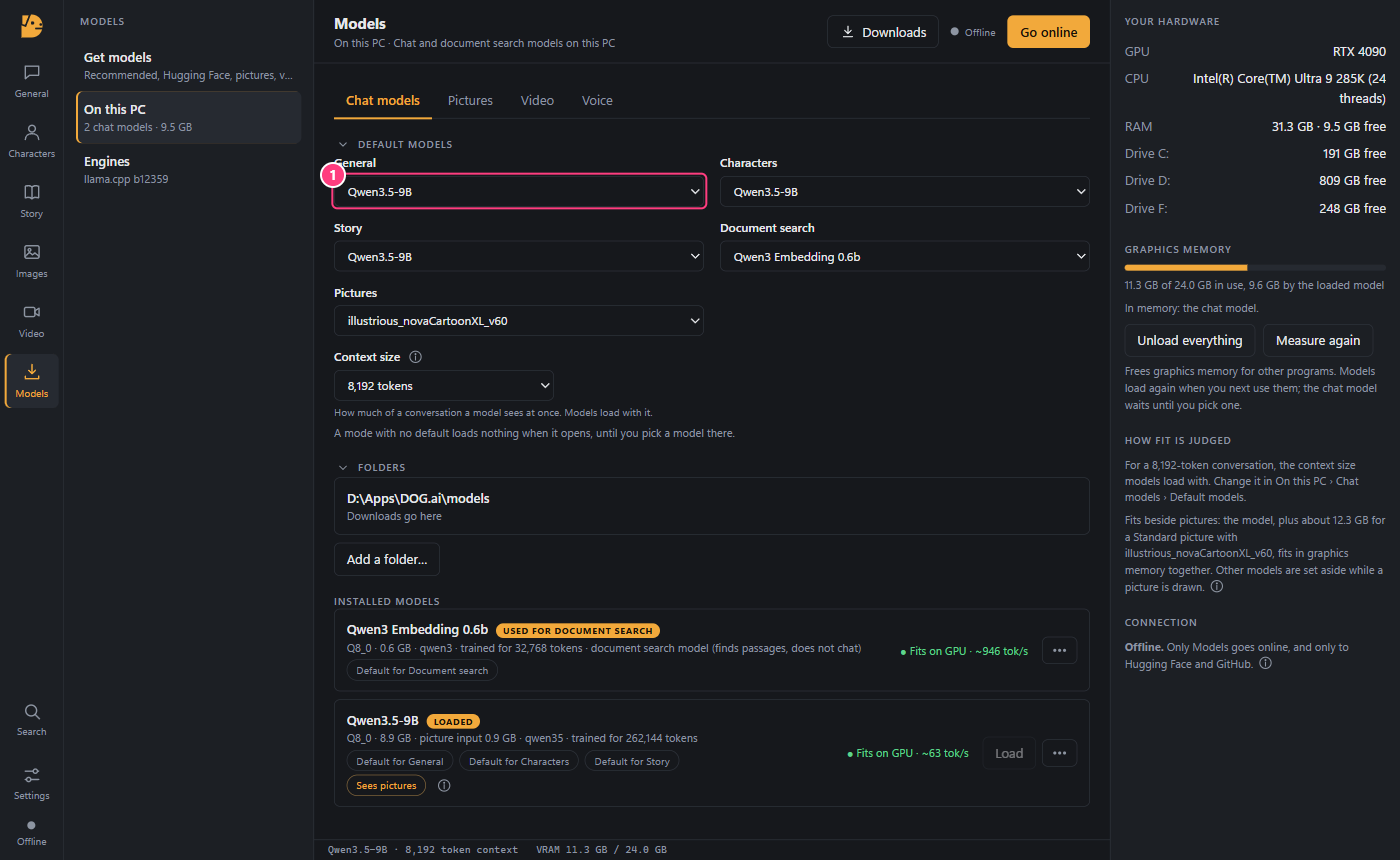 General
Characters
Story
Images
Video
Models
Search
Settings
Offline
MODELS
Get models
Recommended, Hugging Face, pictures, v...
On this PC
2 chat models · 9.5 GB
Engines
llama.cpp b12359
Models
On this PC · Chat and document search models on this PC
Downloads
Offline
Go online
Chat models
Pictures
Video
Voice
DEFAULT MODELS
General
1
Qwen3.5-9B
Characters
Qwen3.5-9B
Story
Qwen3.5-9B
Document search
Qwen3 Embedding 0.6b
Pictures
illustrious_novaCartoonXL_v60
Context size
8,192 tokens
How much of a conversation a model sees at once. Models load with it.
A mode with no default loads nothing when it opens, until you pick a model there.
FOLDERS
D:\Apps\DOG.ai\models
Downloads go here
Add a folder...
INSTALLED MODELS
Qwen3 Embedding 0.6b USED FOR DOCUMENT SEARCH
Q8_0 · 0.6 GB · qwen3 · trained for 32,768 tokens · document search model (finds passages, does not chat)
Default for Document search
Fits on GPU · ~946 tok/s
Qwen3.5-9B LOADED
Q8_0 · 8.9 GB · picture input 0.9 GB · qwen35 · trained for 262,144 tokens
Default for General Default for Characters Default for Story
Sees pictures
Fits on GPU · ~63 tok/s
Load
Qwen3.5-9B · 8,192 token context VRAM 11.3 GB / 24.0 GB
YOUR HARDWARE
GPU RTX 4090
CPU Intel(R) Core(TM) Ultra 9 285K (24
threads)
RAM 31.3 GB · 9.5 GB free
Drive C: 191 GB free
Drive D: 809 GB free
Drive F: 248 GB free
GRAPHICS MEMORY
11.3 GB of 24.0 GB in use, 9.6 GB by the loaded model
In memory: the chat model.
Unload everything
Measure again
Frees graphics memory for other programs. Models
load again when you next use them; the chat model
waits until you pick one.
HOW FIT IS JUDGED
For a 8,192-token conversation, the context size
models load with. Change it in On this PC › Chat
models › Default models.
Fits beside pictures: the model, plus about 12.3 GB for
a Standard picture with
illustrious_novaCartoonXL_v60, fits in graphics
memory together. Other models are set aside while a
picture is drawn.
CONNECTION
Offline. Only Models goes online, and only to
Hugging Face and GitHub.